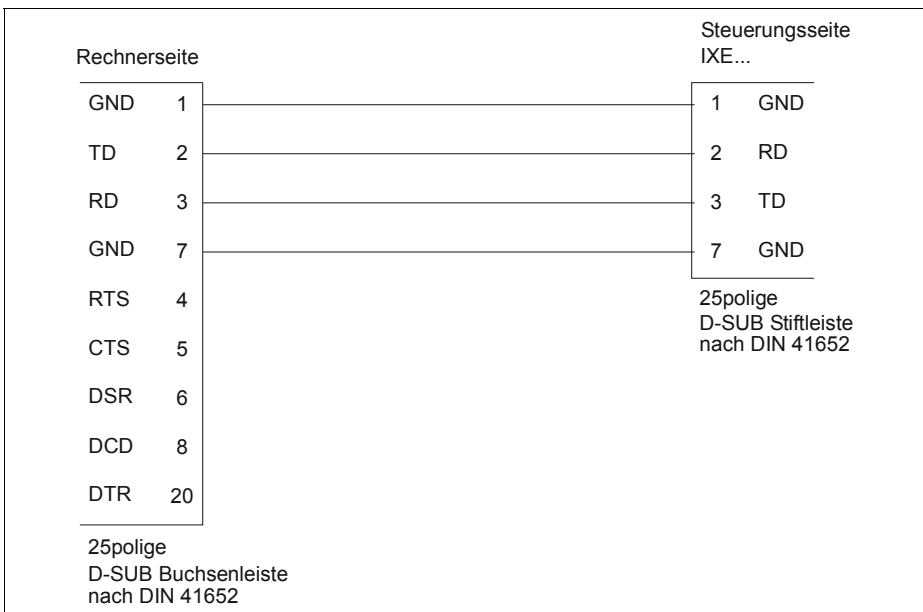 Rechnerseite
GND 1
TD 2
RD 3
GND 7
RTS 4
CTS 5
DSR 6
DCD 8
DTR 20
25polige
D-SUB Buchsenleiste
nach DIN 41652
Steuerungsseite
IXE...
1 GND
2 RD
3 TD
7 GND
25polige
D-SUB Stiftleiste
nach DIN 41652